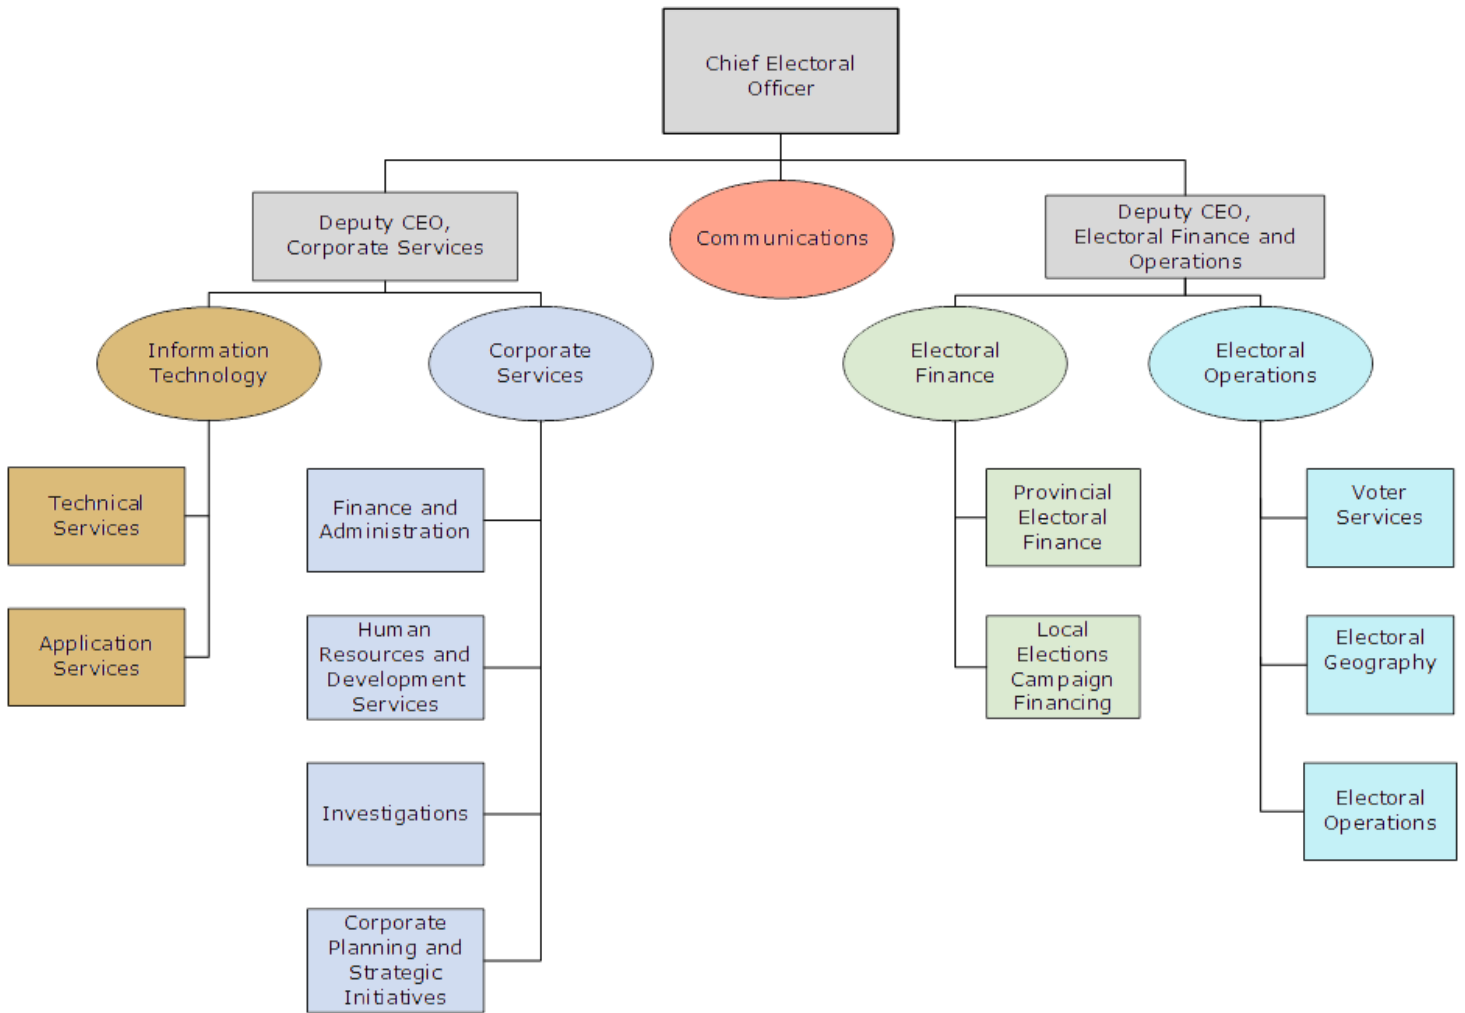 Chief Electoral
Officer
Deputy CEO,
Corporate Services
Communications
Deputy CEO,
Electoral Finance and
Operations
Information
Technology
Corporate
Services
Electoral
Finance
Electoral
Operations
Technical
Services
Application
Services
Finance and
Administration
Human
Resources and
Development
Services
Investigations
Corporate
Planning and
Strategic
Initiatives
Provincial
Electoral
Finance
Local
Elections
Campaign
Financing
Voter
Services
Electoral
Geography
Electoral
Operations